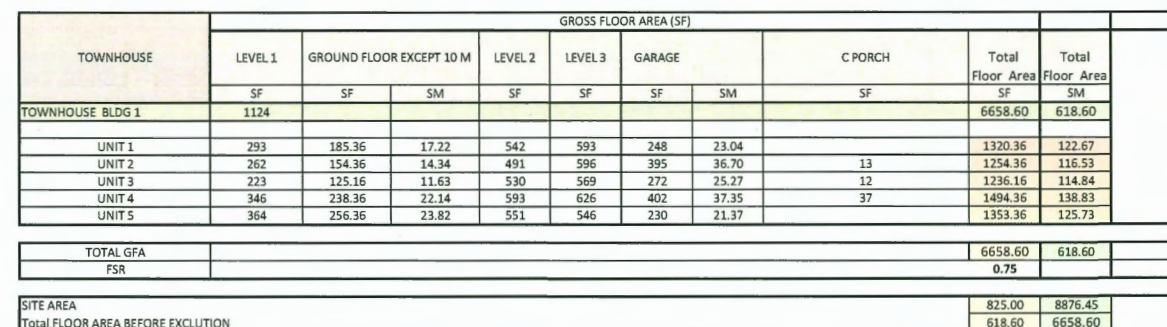 GROSS FLOOR AREA (SF)
TOWNHOUSE LEVEL 1 GROUND FLOOR EXCEPT 10 M LEVEL 2 LEVEL 3 GARAGE C PORCH Total Floor Area Total Floor Area
SF SF SM SF SF SF SM SF SF SM
TOWNHOUSE BLDG 1 1124 6658.60 618.60
UNIT 1 293 185.36 17.22 542 593 248 23.04 1320.36 122.67
UNIT 2 262 154.36 14.34 491 596 395 36.70 13 1254.36 116.53
UNIT 3 223 125.16 11.63 530 569 272 25.27 12 1236.16 114.84
UNIT 4 346 238.36 22.14 593 626 402 37.35 37 1494.36 138.83
UNIT 5 364 256.36 23.82 551 546 230 21.37 1353.36 125.73
TOTAL GFA 6658.60 618.60
FSR 0.75
SITE AREA 825.00 8876.45
Total FLOOR AREA BEFORE EXCLUTION 618.60 6658.60